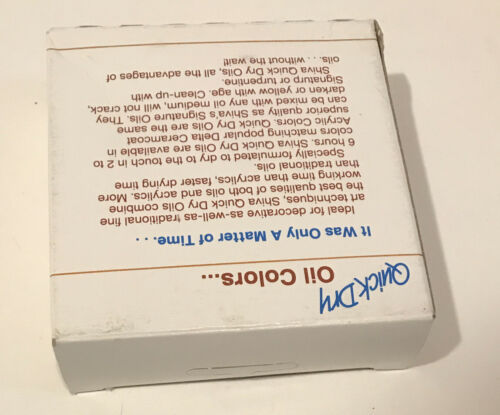 Quick Dry
Oil Colors...
It Was Only A Matter of Time. . . .
Ideal for decorative as-well-as traditional fine
art techniques, Shiva Quick Dry Oils combine
the best qualities of both oils and acrylics. More
working time than acrylics, faster drying time
than traditional oils.
Specially formulated to dry to the touch in 2 to
6 hours. Shiva Quick Dry Oils are available in
colors matching popular Delta Ceramcoat
Acrylic Colors. Quick Dry Oils are the same
superior quality as Shiva's Signature Oils. They
can be mixed with any oil medium, will not crack,
darken or yellow with age. Clean-up with
Signaturp or turpentine.
Shiva Quick Dry Oils, all the advantages of
oils. . . . without the wait!